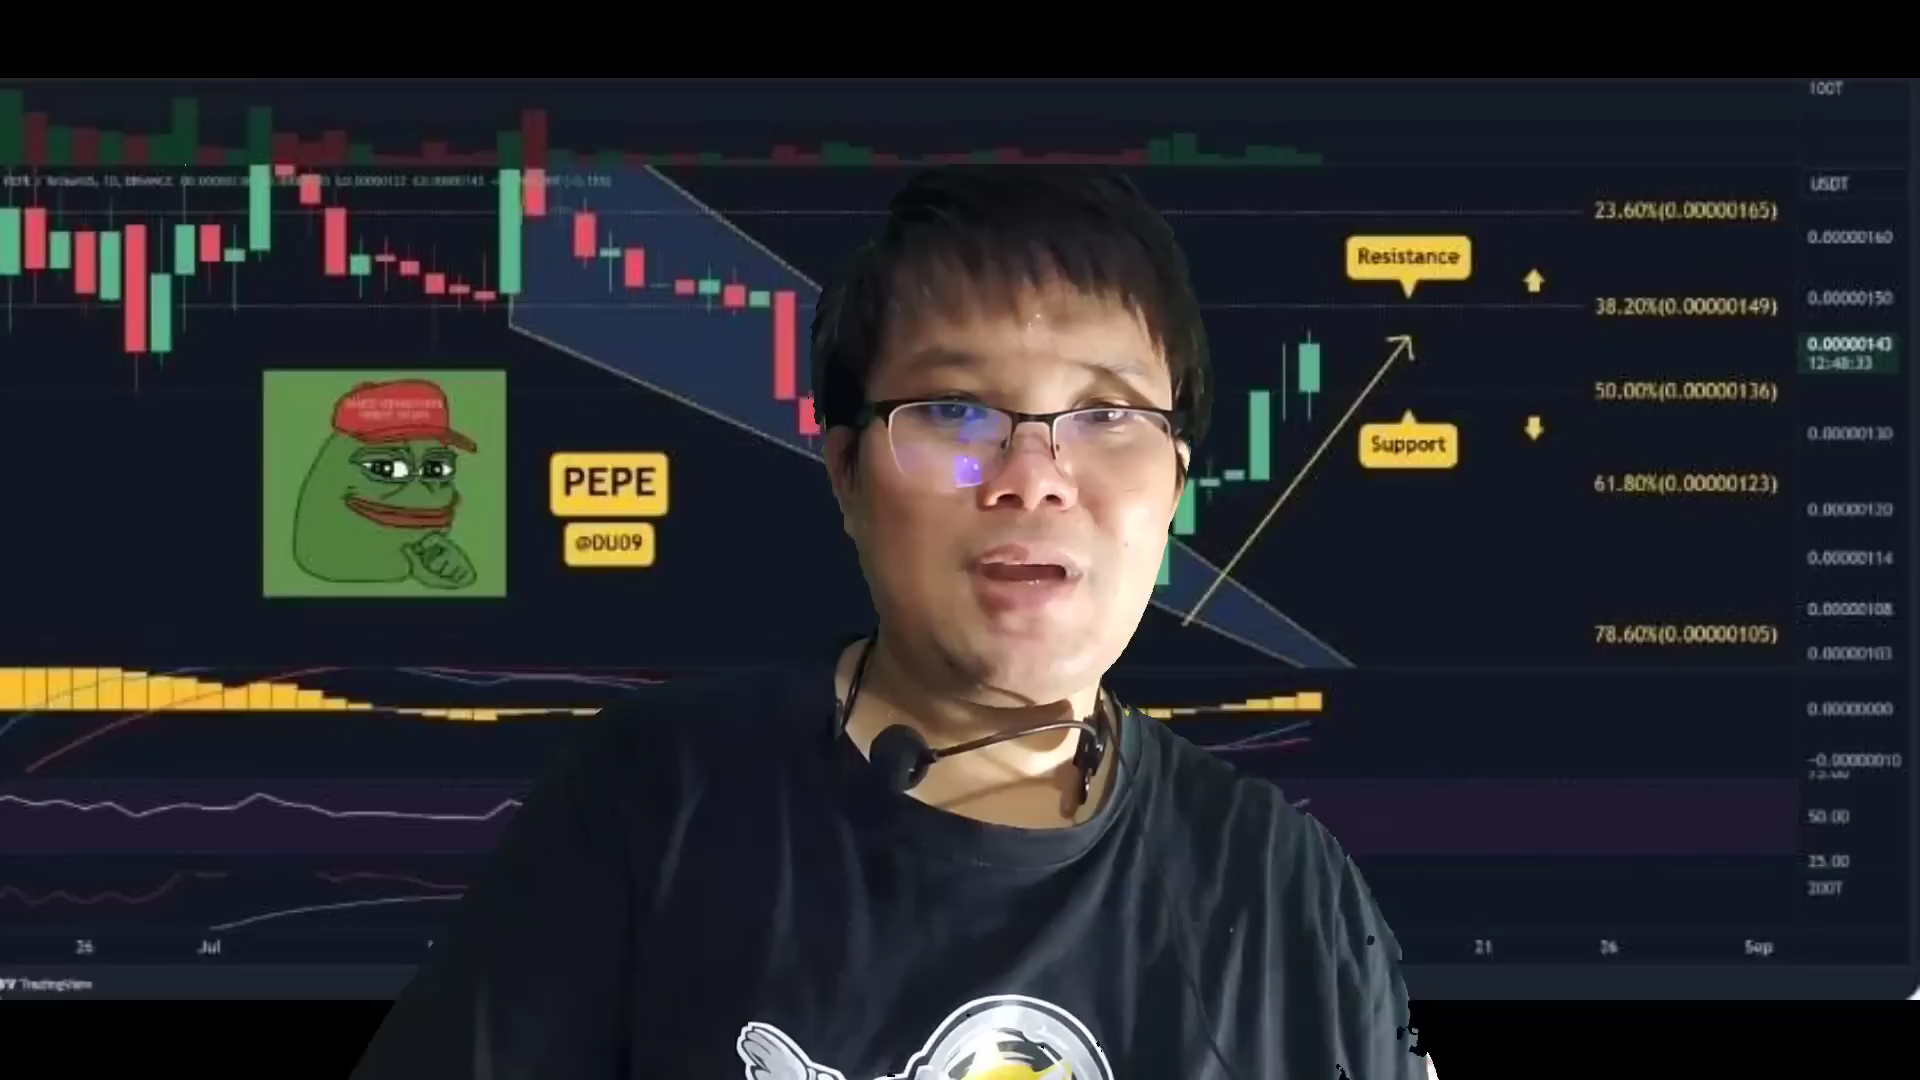 100T
USDT
23.60%(0.00000165)
0.00000160
Resistance
0.00000150
38.20%(0.00000149)
0.00000143
12:48:33
50.00%(0.00000136)
0.00000130
Support
PEPE
61.80%(0.00000123)
0.00000120
@DU09
0.00000114
0.00000108
78.60%(0.00000105)
0.00000103
0.00000000
-0.00000010
75.00
50.00
25.00
200T
26
Jul
21
26
Sep
TradingView